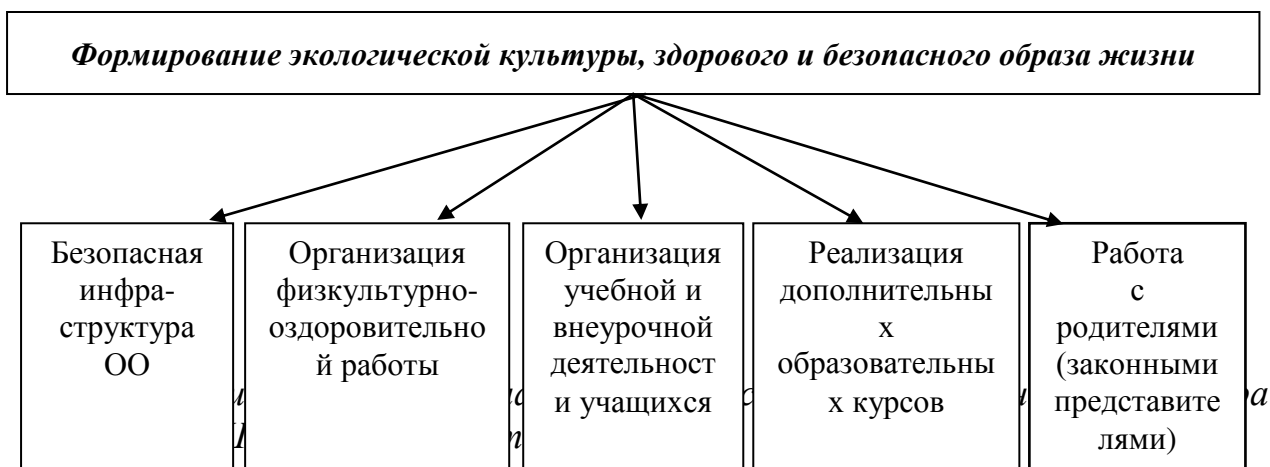 Формирование экологической культуры, здорового и безопасного образа жизни
Безопасная
инфра-
структура
ОО
Организация
физкультурно-
оздоровительно
й работы
Организация
учебной и
внеурочной
деятельност
и учащихся
Реализация
дополнительны
х
образовательны
х курсов
Работа
с
родителями
(законными
представите
лями)